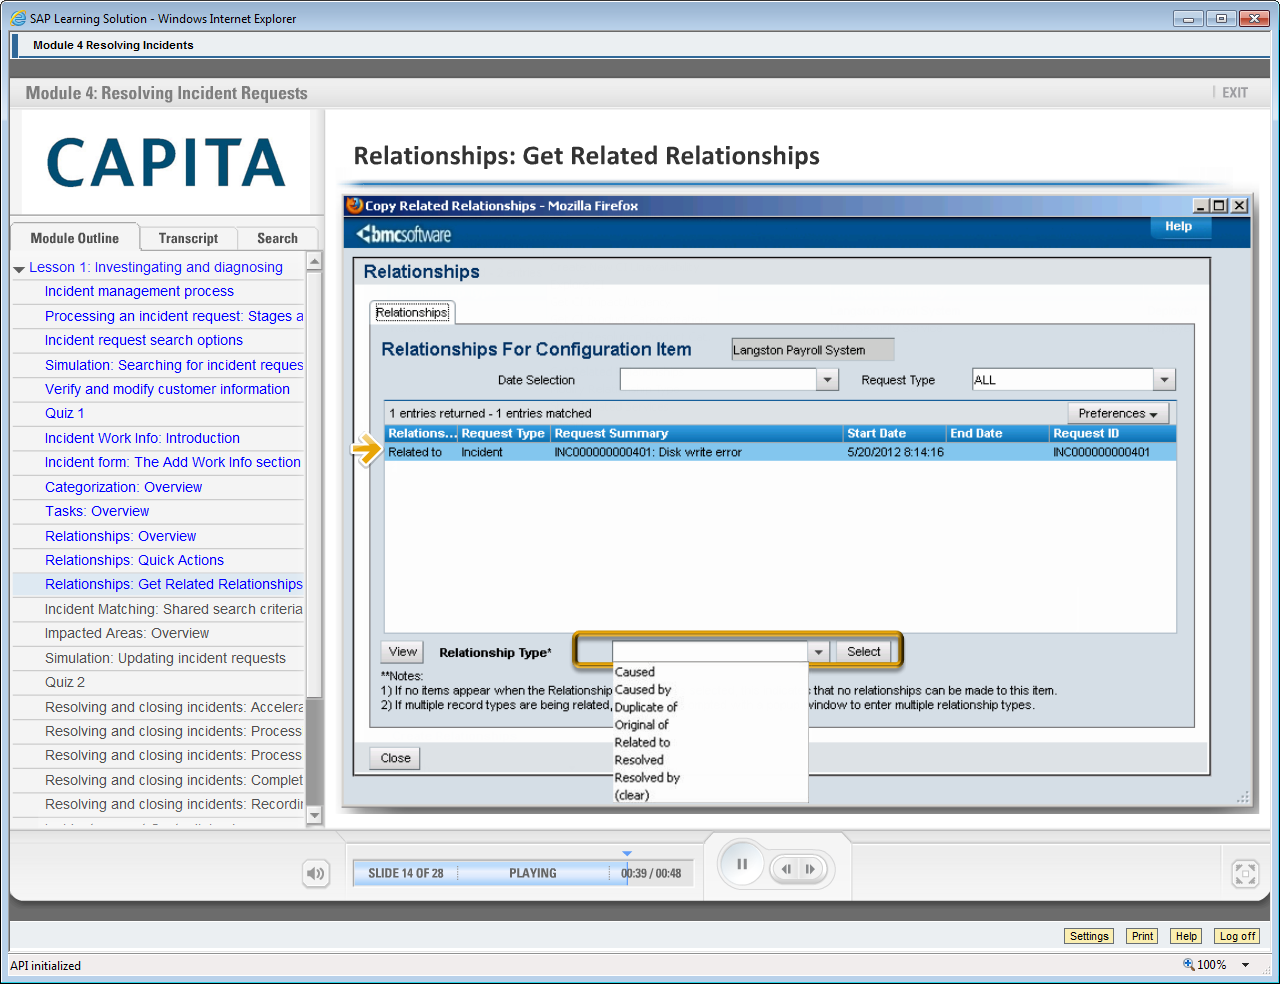 SAP Learning Solution - Windows Internet Explorer
Module 4 Resolving Incidents
Module 4: Resolving Incident Requests
EXIT
CAPITA
Module Outline
Transcript
Search
Lesson 1: Investingating and diagnosing
Incident management process
Processing an incident request: Stages a
Incident request search options
Simulation: Searching for incident reques
Verify and modify customer information
Quiz 1
Incident Work Info: Introduction
Incident form: The Add Work Info section
Categorization: Overview
Tasks: Overview
Relationships: Overview
Relationships: Quick Actions
Relationships: Get Related Relationships
Incident Matching: Shared search criteria
Impacted Areas: Overview
Simulation: Updating incident requests
Quiz 2
Resolving and closing incidents: Accelera
Resolving and closing incidents: Process
Resolving and closing incidents: Process
Resolving and closing incidents: Complet
Resolving and closing incidents: Recordin
Relationships: Get Related Relationships
Copy Related Relationships - Mozilla Firefox
bmcsoftware
Help
Relationships
Relationships
Relationships For Configuration Item
Langston Payroll System
Date Selection
Request Type
ALL
1 entries returned - 1 entries matched
Preferences
Relations... Request Type Request Summary Start Date End Date Request ID
Related to Incident INC000000000401: Disk write error 5/20/2012 8:14:16 INC000000000401
View
Relationship Type*
Select
**Notes:
1) If no items appear when the Relationship
s that no relationships can be made to this item.
2) If multiple record types are being related,
window to enter multiple relationship types.
Caused
Caused by
Duplicate of
Original of
Related to
Resolved
Resolved by
(clear)
Close
SLIDE 14 OF 28
PLAYING
00:39 / 00:48
Settings
Print
Help
Log off
API initialized
100%